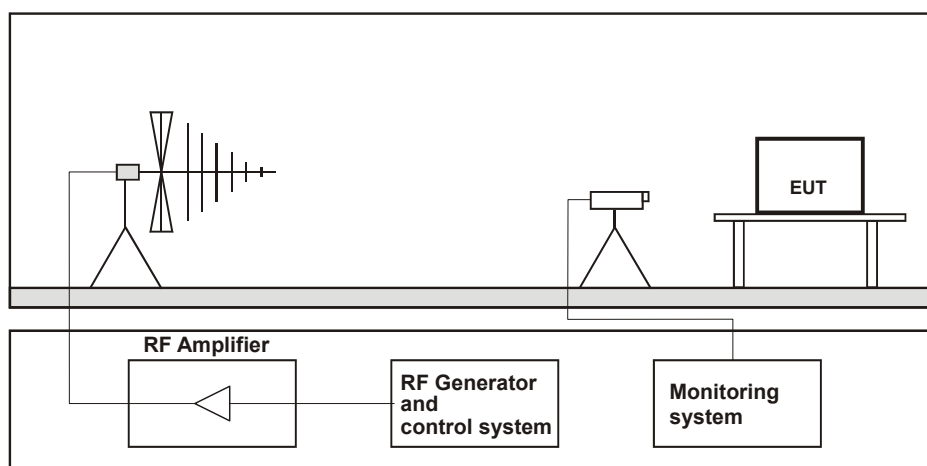 EUT
RF Amplifier
RF Generator
and
control system
Monitoring
system